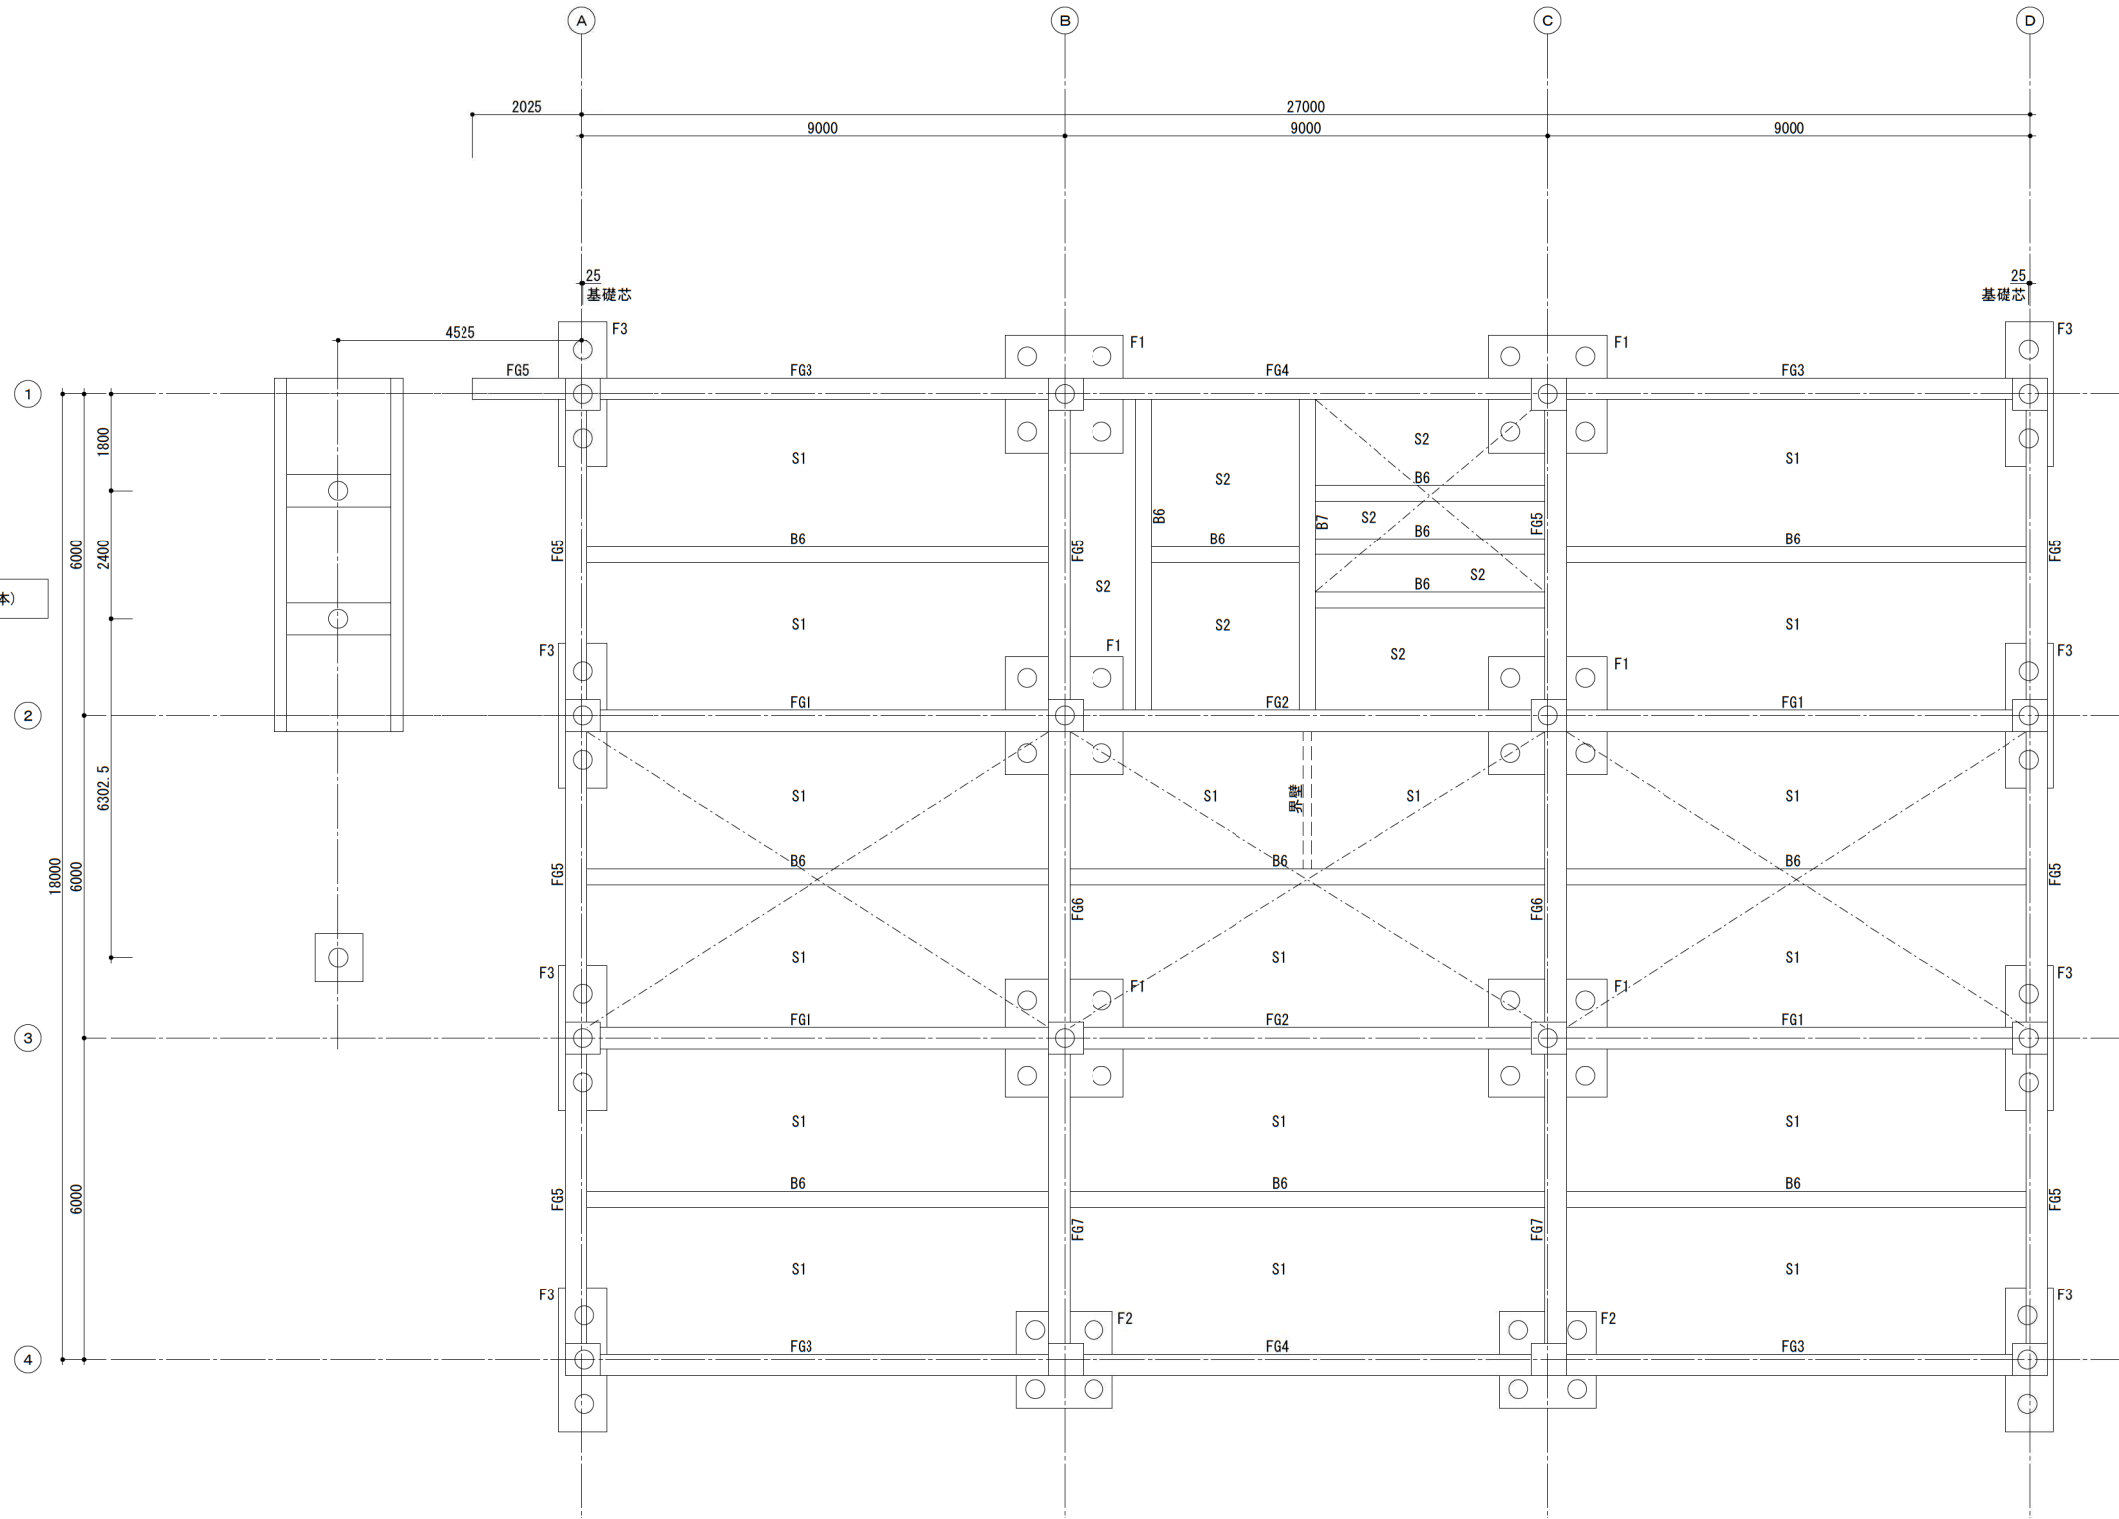 A B C D
2025 27000
9000 9000 9000
25 25
基礎芯 基礎芯
4525 F3 F1 F1 F3
FG5 FG3 FG4 FG3
1
1800
S1 S2 S2 S1
B6
6000 2400 FG5 B6 FG5 B6 B6 B7 S2 B6 FG5 B6 FG5
S2 B6 S2
本)
S1 S2 S1
F3 F1 S2 F1 F3
FG1 FG2 FG1
2
6302.5
S1 S1 界壁 S1 S1
18000 6000 FG5 B6 B6 B6 FG5
FG6 FG6
S1 S1 S1
F3 F1 F1 F3
FG1 FG2 FG1
3
S1 S1 S1
6000 FG5 B6 B6 B6 FG5
FG7 FG7
S1 S1 S1
F3 F2 F2 F3
FG3 FG4 FG3
4